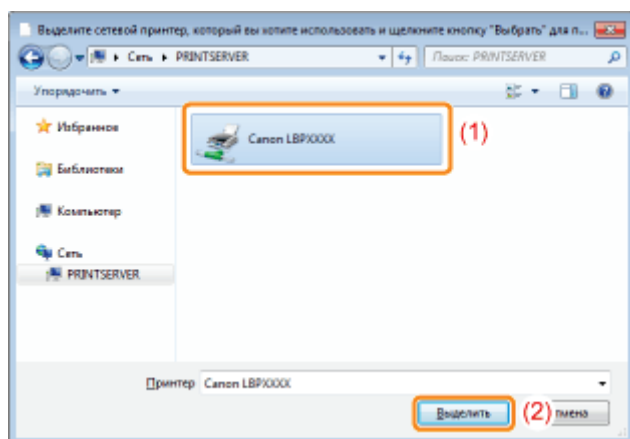 Выделите сетевой принтер, который вы хотите использовать и щелкните кнопку "Выбрать" для п...
Сеть PRINTSERVER
Поиск: PRINTSERVER
Упорядочить
Избранное
Canon LBPXXXX
(1)
Библиотеки
Компьютер
Сеть
PRINTSERVER
Принтер Canon LBPXXXX
Выделить (2) тмена